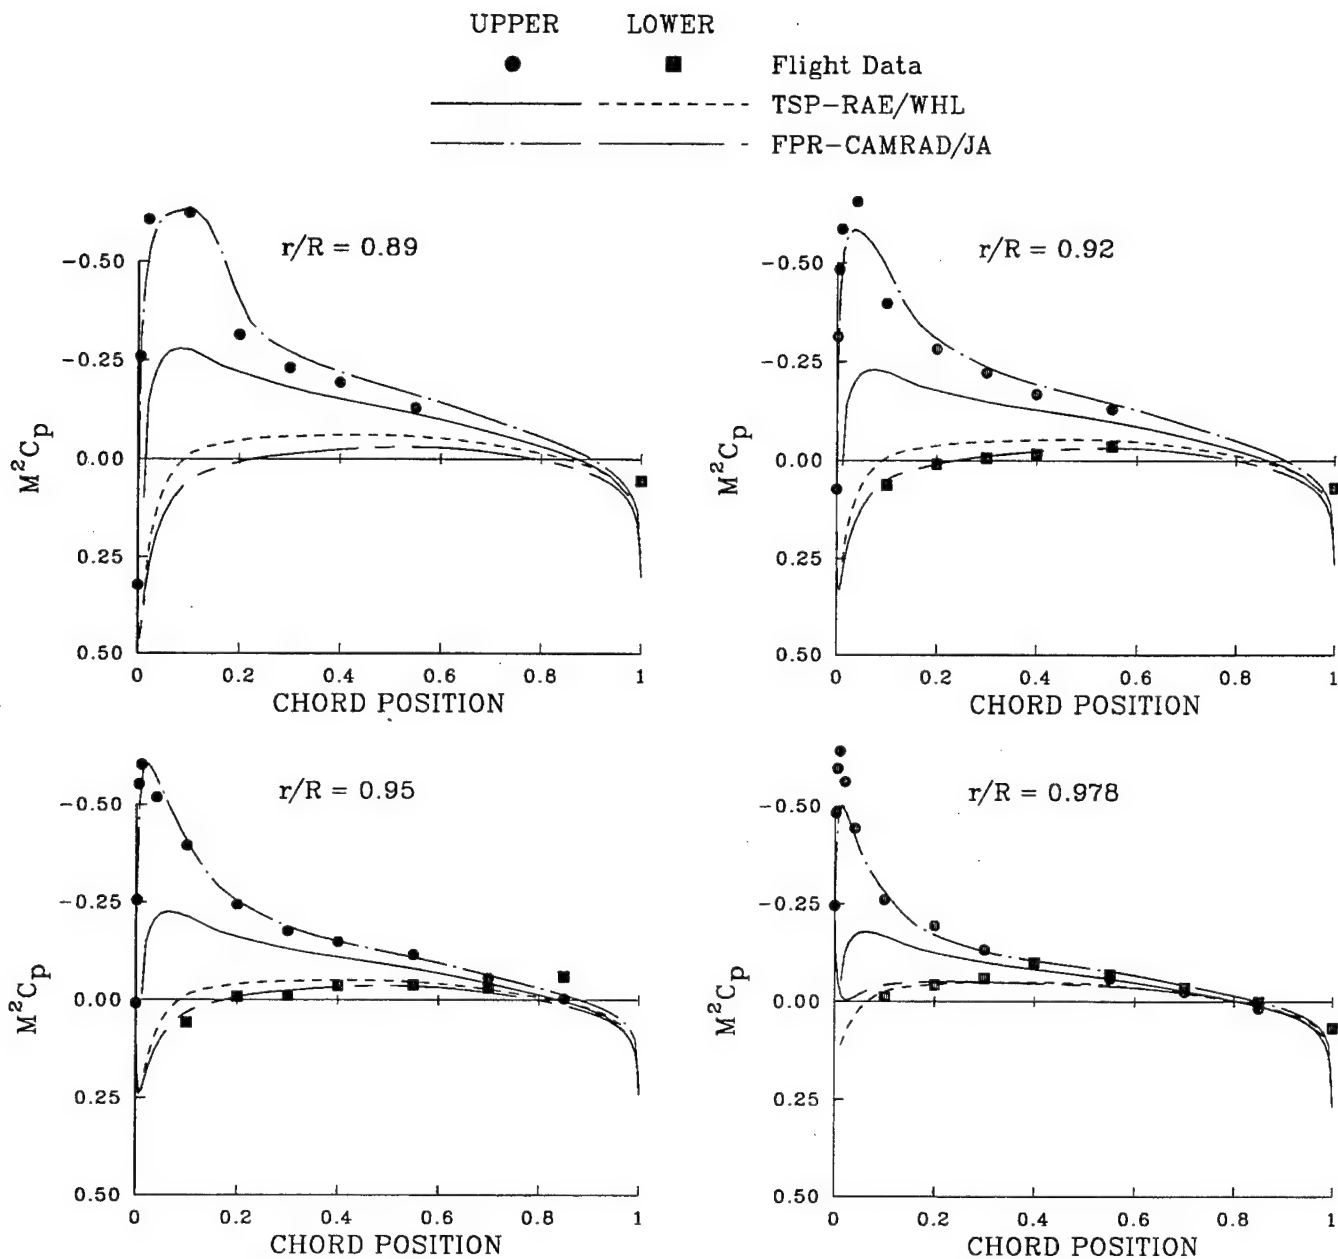 UPPER LOWER
Flight Data
TSP-RAE/WHL
FPR-CAMRAD/JA
r/R = 0.89
-0.50
-0.25
0.00
0.25
0.50
M²Cp
0 0.2 0.4 0.6 0.8 1
CHORD POSITION
r/R = 0.92
-0.50
-0.25
0.00
0.25
0.50
M²Cp
0 0.2 0.4 0.6 0.8 1
CHORD POSITION
r/R = 0.95
-0.50
-0.25
0.00
0.25
0.50
M²Cp
0 0.2 0.4 0.6 0.8 1
CHORD POSITION
r/R = 0.978
-0.50
-0.25
0.00
0.25
0.50
M²Cp
0 0.2 0.4 0.6 0.8 1
CHORD POSITION